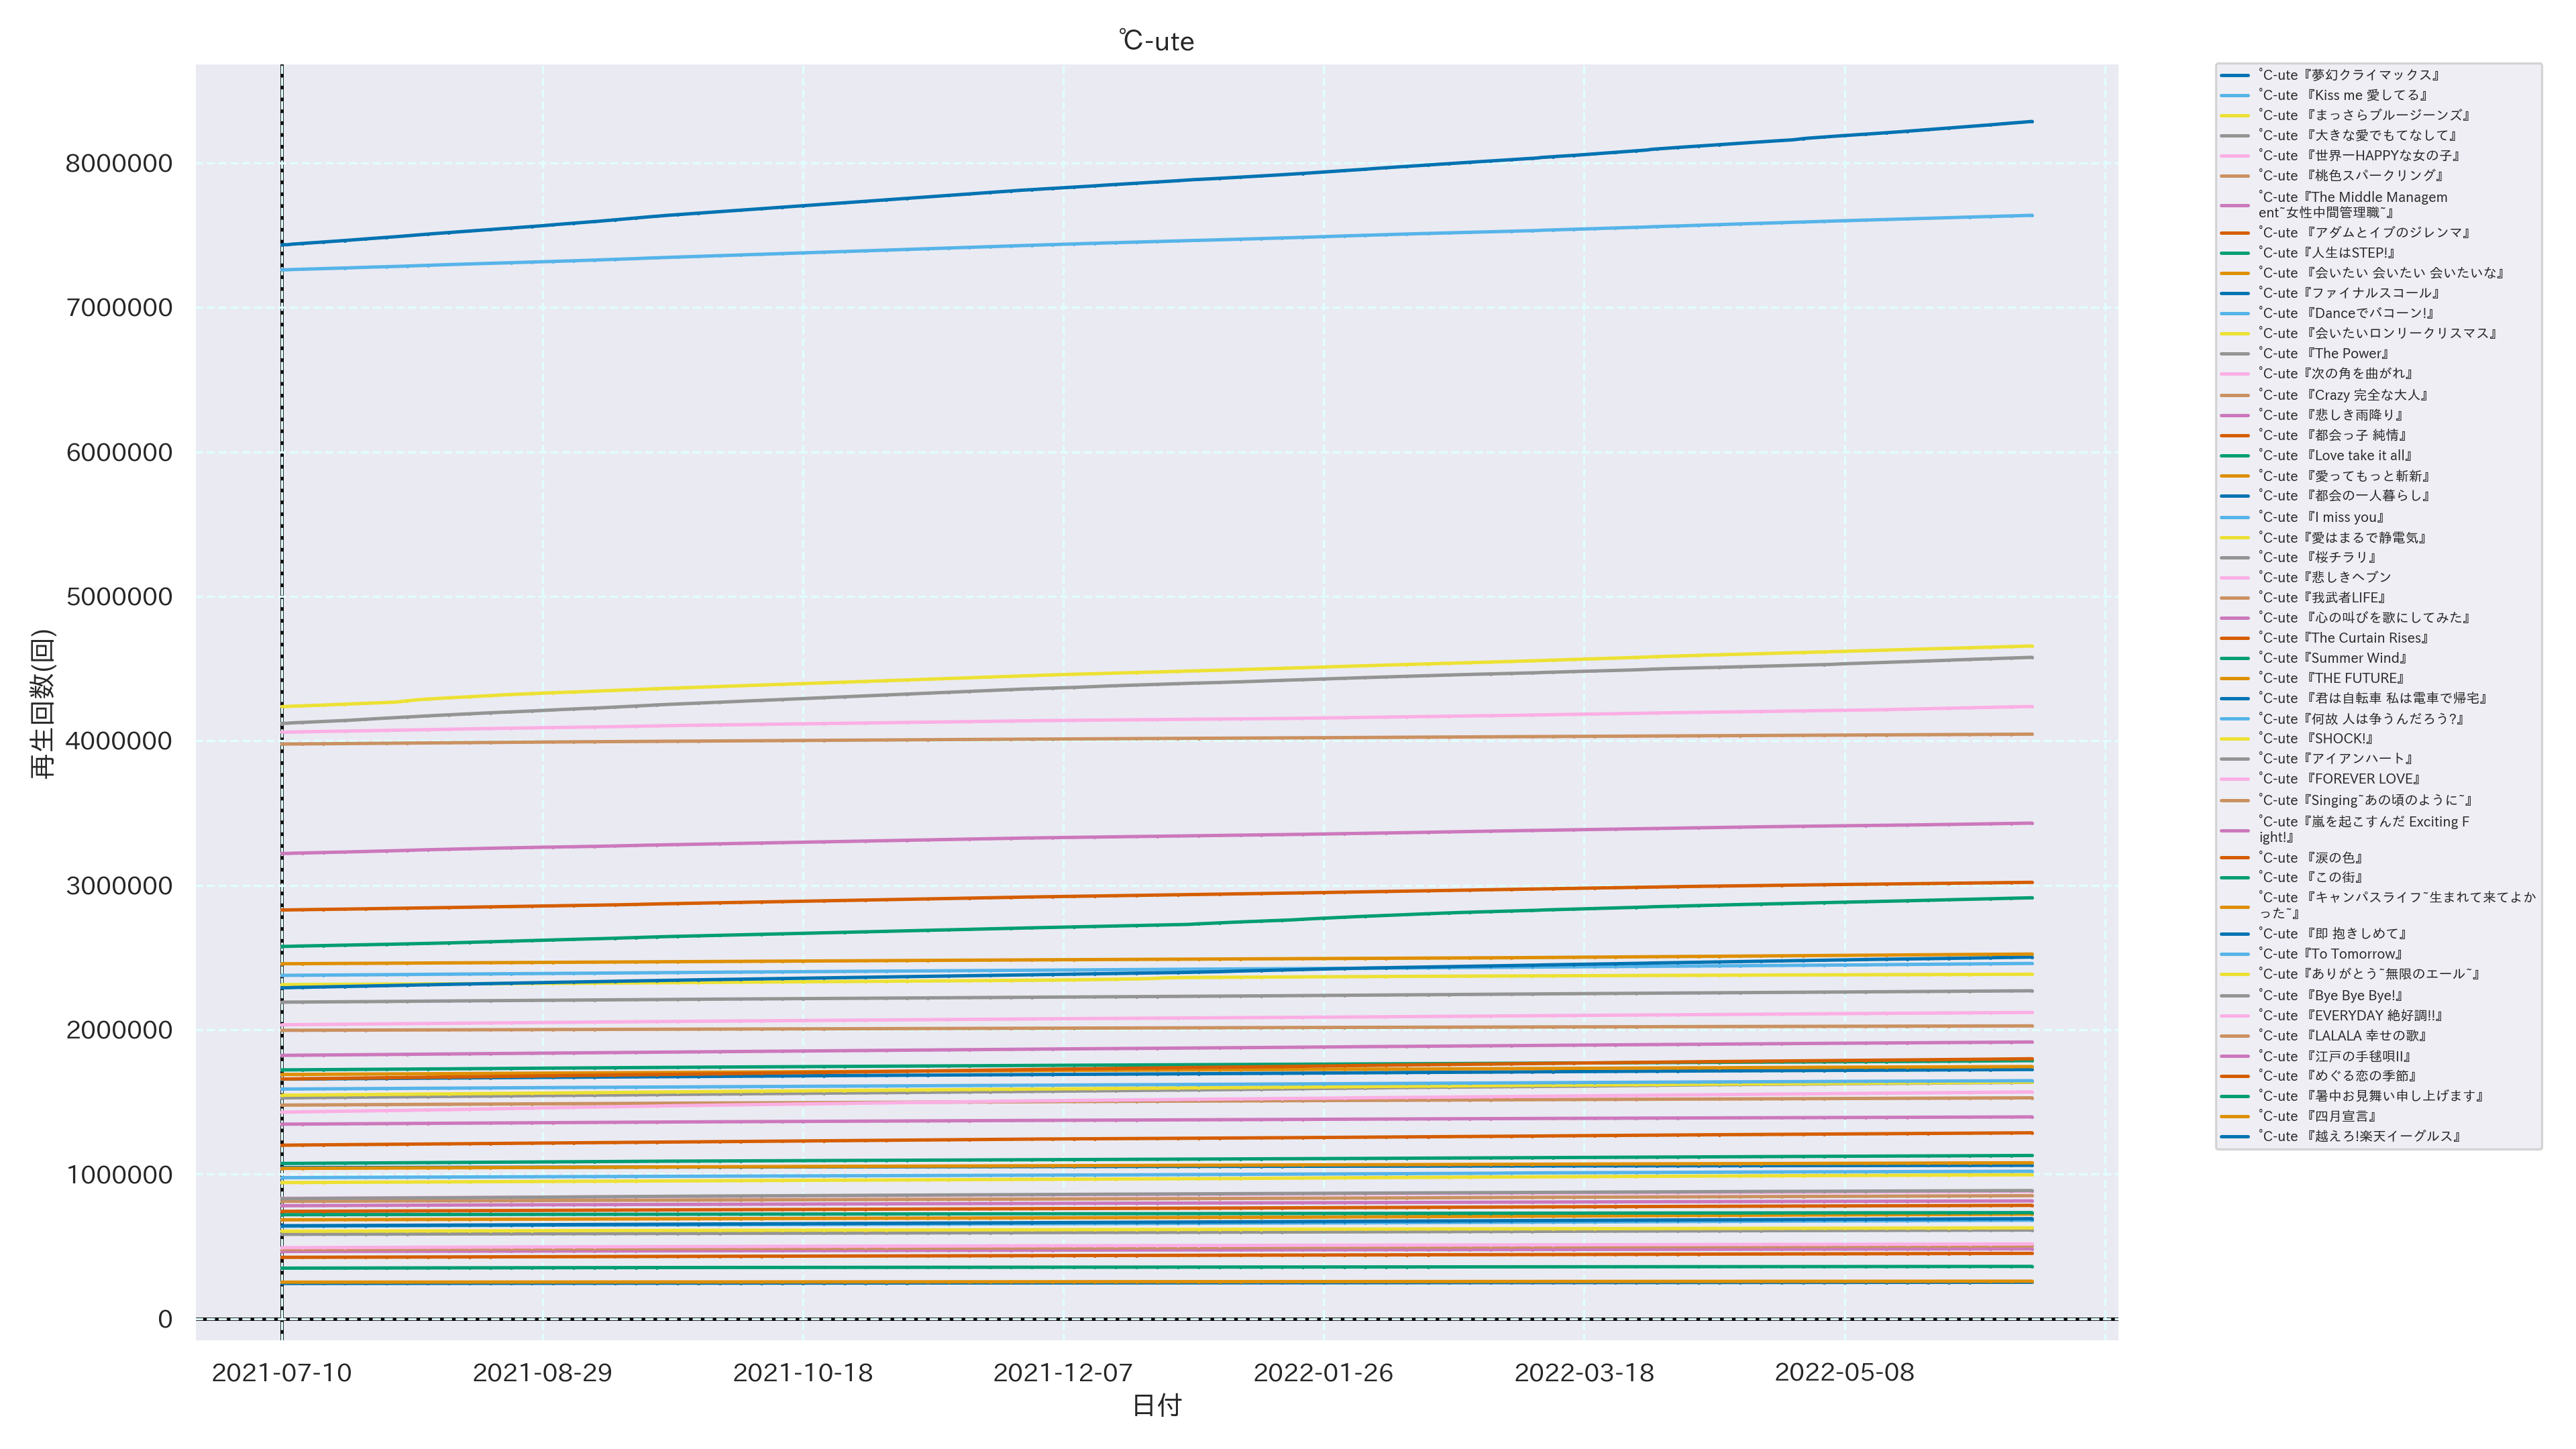 ℃-ute
8000000
7000000
6000000
5000000
4000000
3000000
2000000
1000000
0
再生回数(回)
2021-07-10
2021-08-29
2021-10-18
2021-12-07
2022-01-26
2022-03-18
2022-05-08
日付
℃-ute『夢幻クライマックス』
℃-ute 『Kiss me 愛してる』
℃-ute 『まっさらブルージーンズ』
℃-ute 『大きな愛でもてなして』
℃-ute 『世界一HAPPYな女の子』
℃-ute 『桃色スパークリング』
℃-ute『The Middle Managem
ent~女性中間管理職~』
℃-ute 『アダムとイブのジレンマ』
℃-ute『人生はSTEP!』
℃-ute 『会いたい 会いたい 会いたいな』
℃-ute『ファイナルスコール』
℃-ute 『Danceでバコーン!』
℃-ute 『会いたいロンリークリスマス』
℃-ute 『The Power』
℃-ute『次の角を曲がれ』
℃-ute 『Crazy 完全な大人』
℃-ute 『悲しき雨降り』
℃-ute 『都会っ子 純情』
℃-ute 『Love take it all』
℃-ute 『愛ってもっと斬新』
℃-ute 『都会の一人暮らし』
℃-ute 『I miss you』
℃-ute『愛はまるで静電気』
℃-ute 『桜チラリ』
℃-ute『悲しきヘブン
℃-ute『我武者LIFE』
℃-ute『心の叫びを歌にしてみた』
℃-ute『The Curtain Rises』
℃-ute『Summer Wind』
℃-ute 『THE FUTURE』
℃-ute 『君は自転車 私は電車で帰宅』
℃-ute『何故 人は争うんだろう?』
℃-ute 『SHOCK!』
℃-ute『アイアンハート』
℃-ute 『FOREVER LOVE』
℃-ute『Singing~あの頃のように~』
℃-ute『嵐を起こすんだ Exciting F
ight!』
℃-ute 『涙の色』
℃-ute 『この街』
℃-ute 『キャンパスライフ~生まれて来てよか
った~』
℃-ute 『即 抱きしめて』
℃-ute『To Tomorrow』
℃-ute『ありがとう~無限のエール~』
℃-ute 『Bye Bye Bye!』
℃-ute 『EVERYDAY 絶好調!!』
℃-ute 『LALALA 幸せの歌』
℃-ute 『江戸の手毬唄II』
℃-ute 『めぐる恋の季節』
℃-ute 『暑中お見舞い申し上げます』
℃-ute 『四月宣言』
℃-ute 『越えろ!楽天イーグルス』